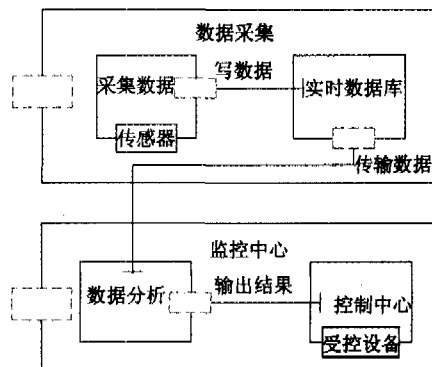 数据采集
采集数据
写数据
实时数据库
传感器
传输数据
监控中心
数据分析
输出结果
控制中心
受控设备